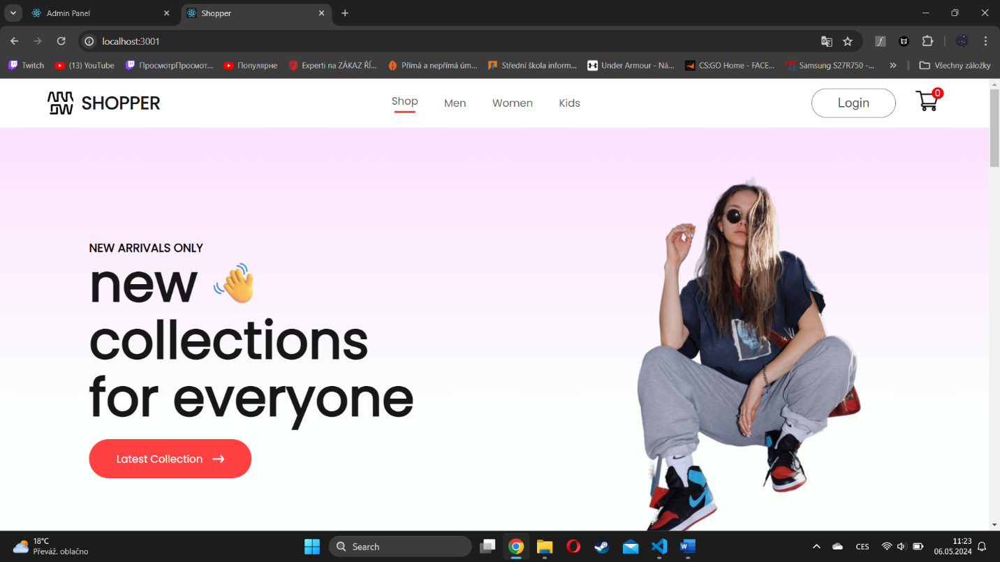 Admin Panel
Shopper
localhost:3001
Twitch
(13) YouTube
ПросмотрПросмот...
Популярне
Experti na ZÁKAZ ŘÍ...
Přímá a nepřímá úm...
Střední škola inform...
Under Armour - Ná...
CS:GO Home - FACE...
Samsung S27R750 -...
Všechny záložky
SHOPPER
Shop
Men
Women
Kids
Login
0
NEW ARRIVALS ONLY
new
collections
for everyone
Latest Collection
18°C
Převáž. oblačno
Search
CES
11:23
06.05.2024